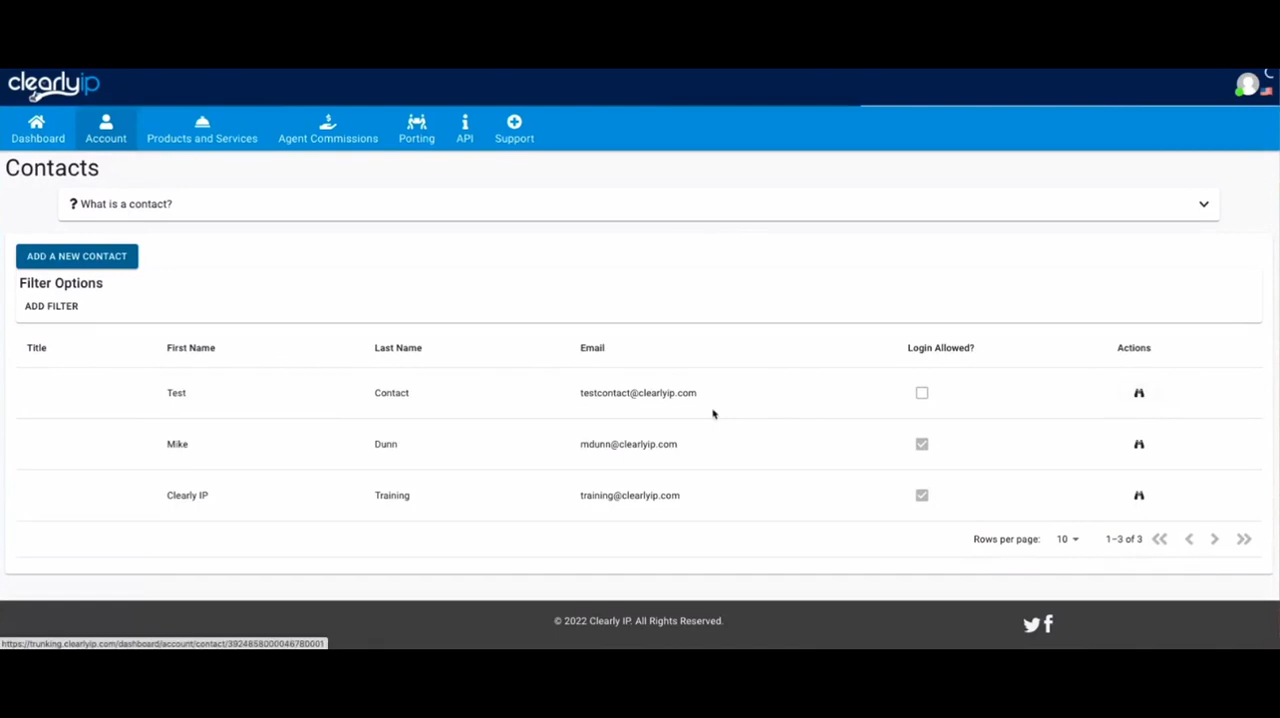 clearlyip
Dashboard Account Products and Services Agent Commissions Porting API Support
Contacts
? What is a contact?
ADD A NEW CONTACT
Filter Options
ADD FILTER
Title First Name Last Name Email Login Allowed? Actions
Test Contact testcontact@clearlyip.com
Mike Dunn mdunn@clearlyip.com
Clearly IP Training training@clearlyip.com
Rows per page: 10 1–3 of 3
© 2022 Clearly IP. All Rights Reserved.
https://trunking.clearlyip.com/dashboard/account/contact/3924858000046780001